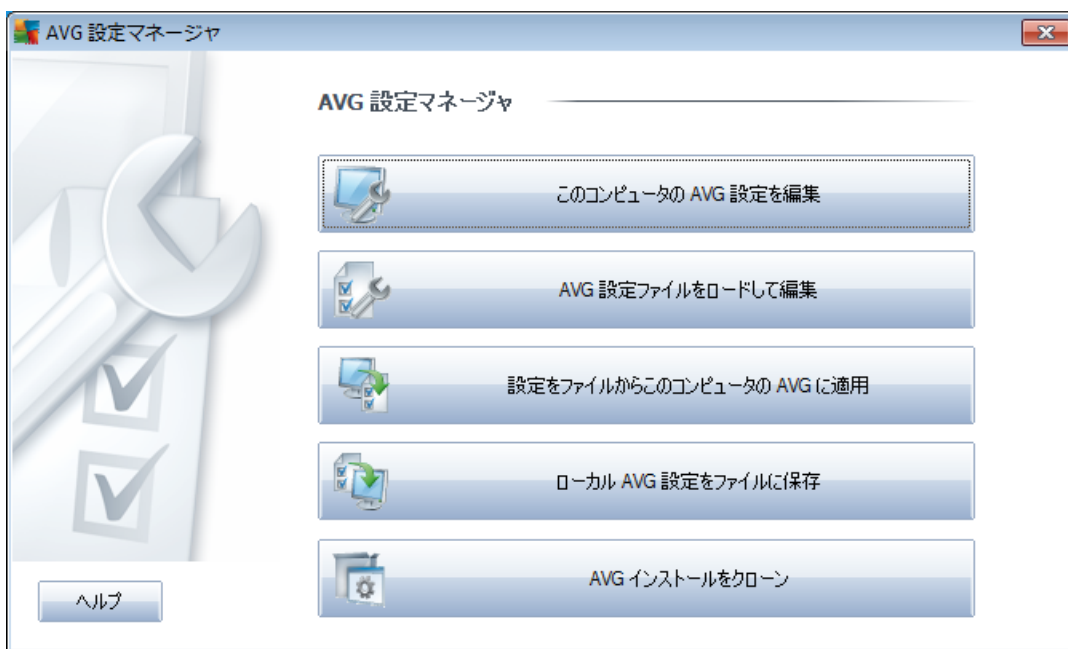 AVG 設定マネージャ
AVG 設定マネージャ
このコンピュータの AVG 設定を編集
AVG 設定ファイルをロードして編集
設定をファイルからこのコンピュータの AVG に適用
ローカル AVG 設定をファイルに保存
AVG インストールをクローン
ヘルプ